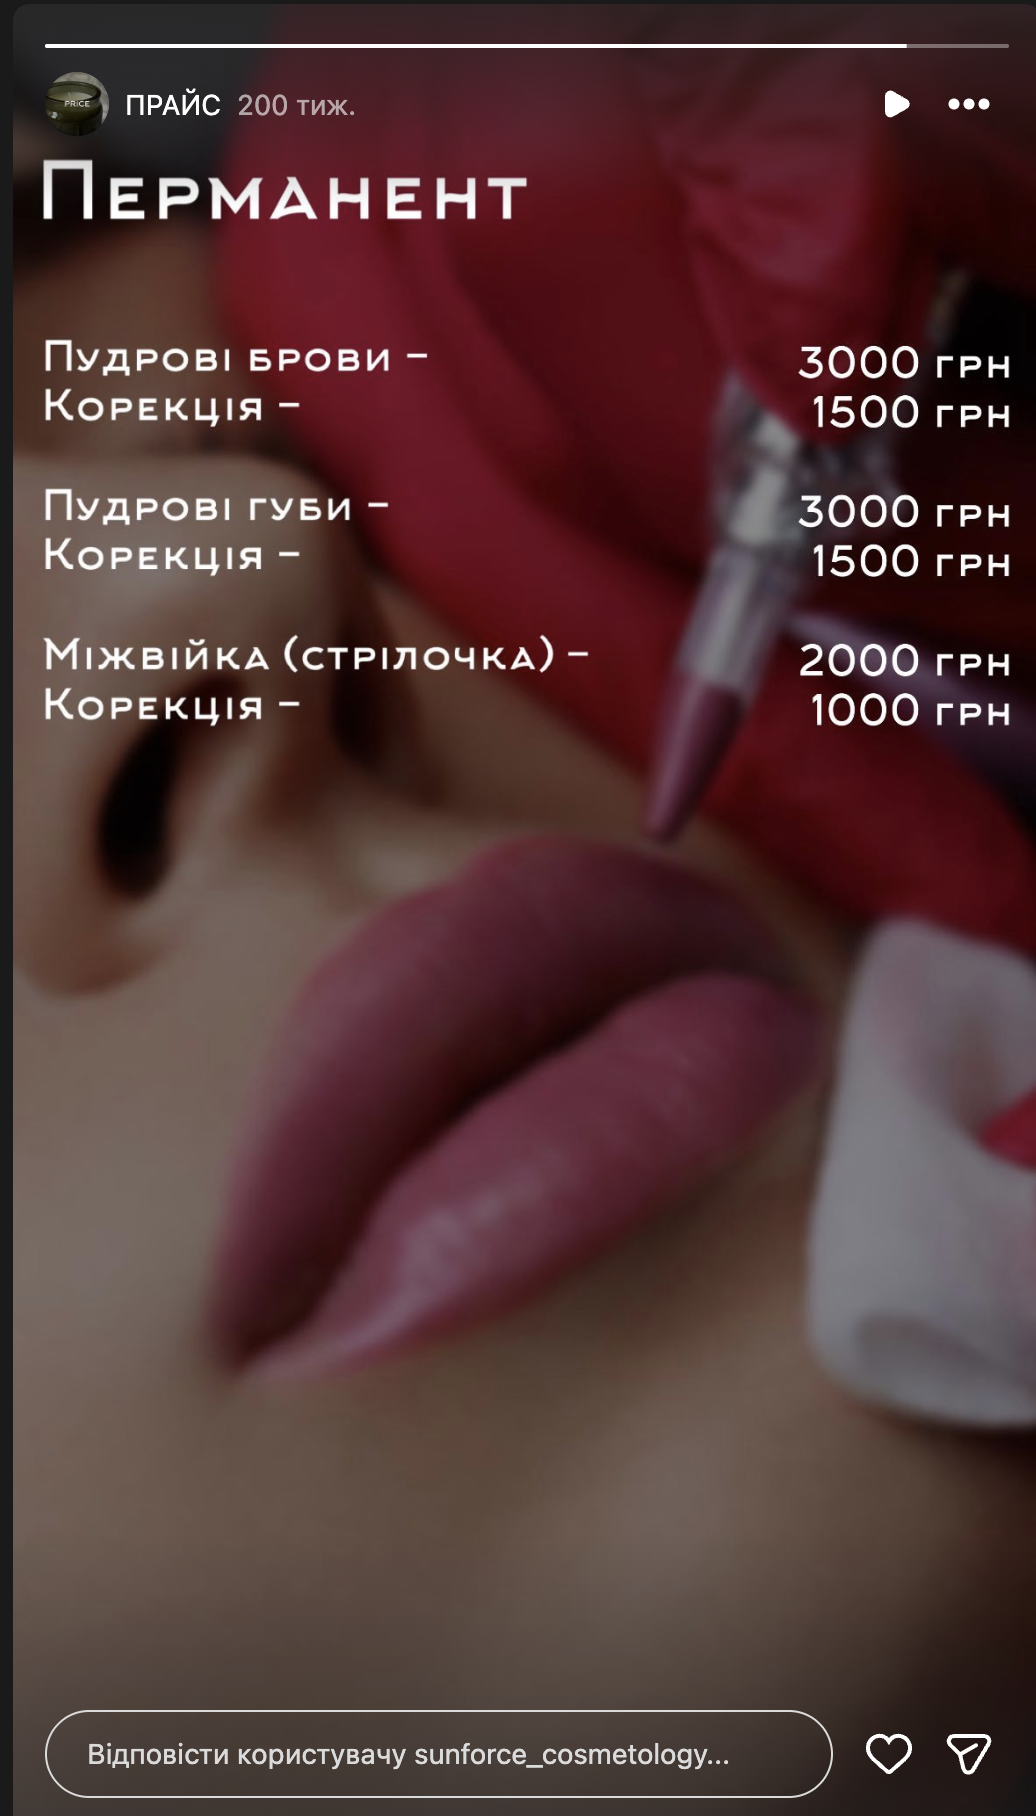 ПРАЙС 200 тиж.
PRICE
Перманент
Пудрові брови – 3000 грн
Корекція – 1500 грн
Пудрові губи – 3000 грн
Корекція – 1500 грн
Міжвійка (стрілочка) – 2000 грн
Корекція – 1000 грн
Відповісти користувачу sunforce_cosmetology...